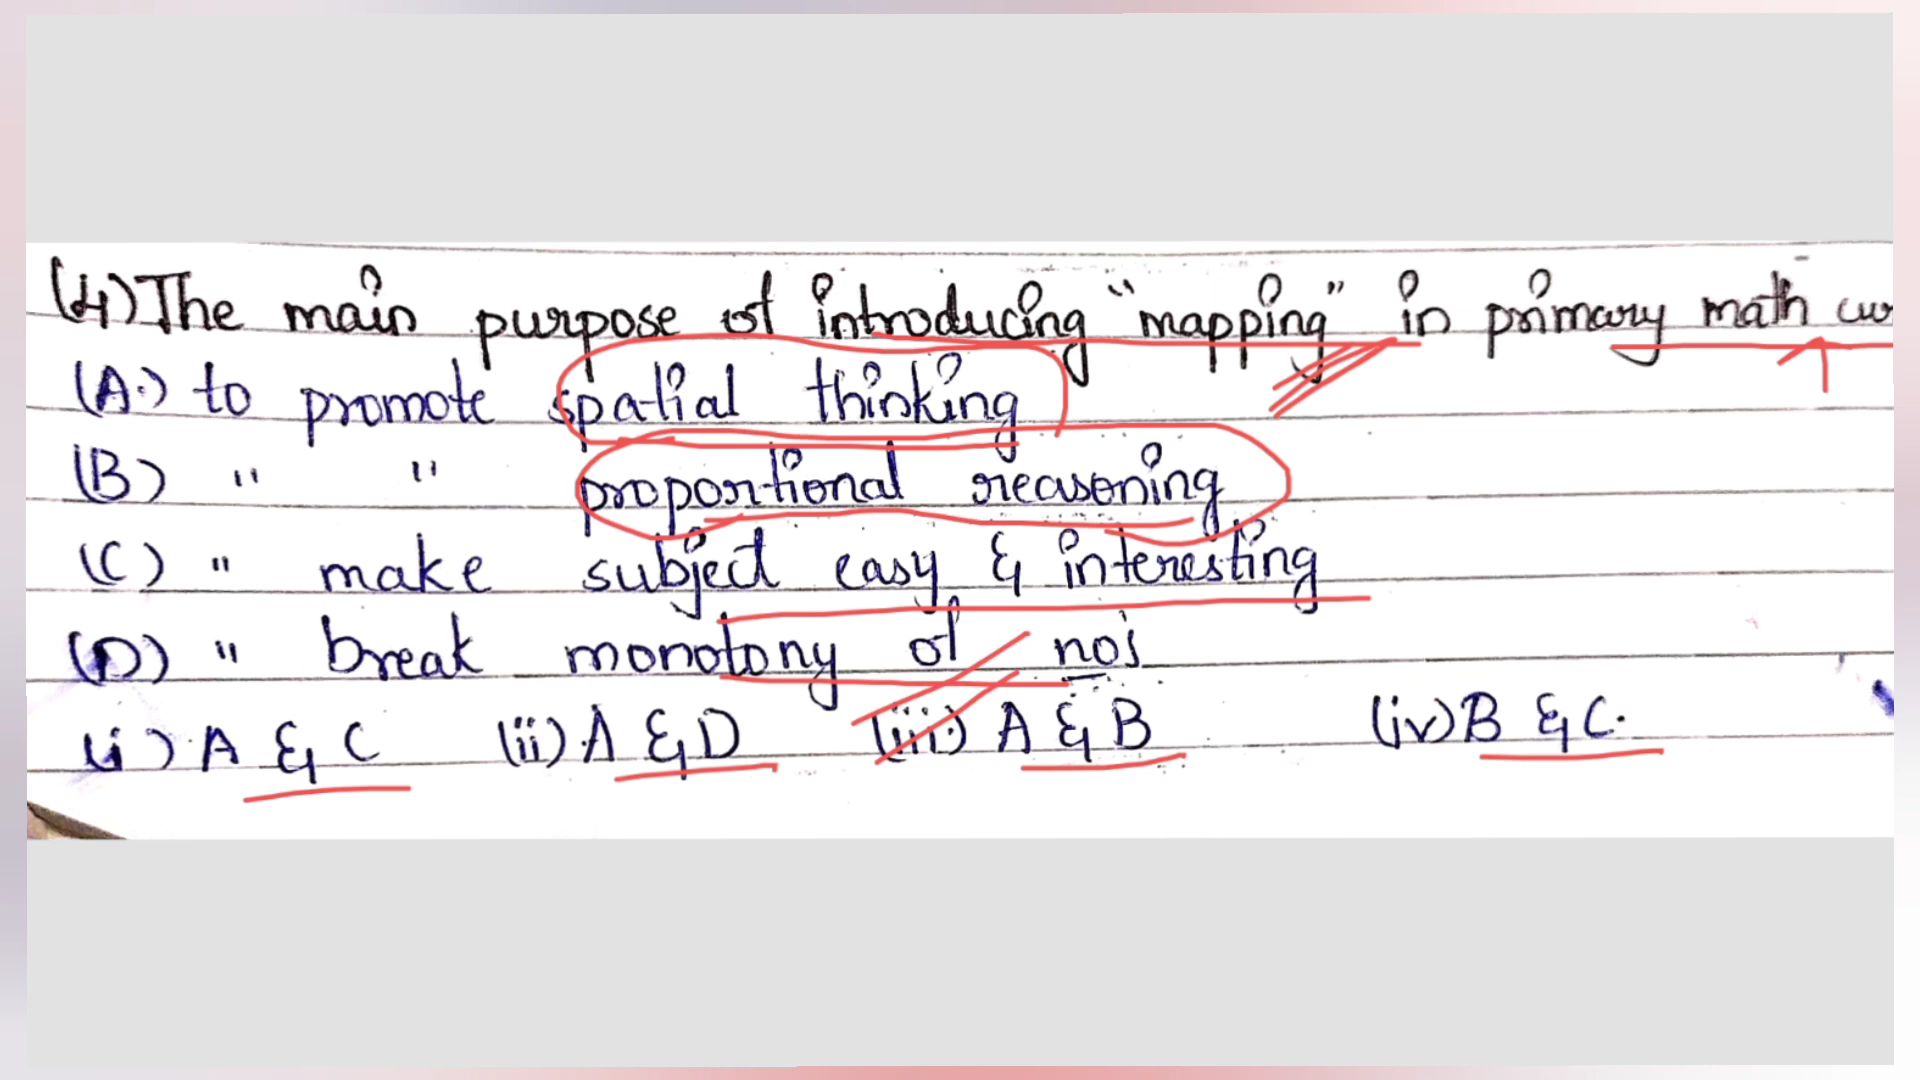 (4) The main purpose of introducing "mapping" in primary math cur
(A.) to promote spatial thinking
(B) " " proportional reasoning
(C) " make subject easy & interesting
(D) " break monotony of no's
(i) A & C (ii) A & D (iii) A & B (iv) B & C.